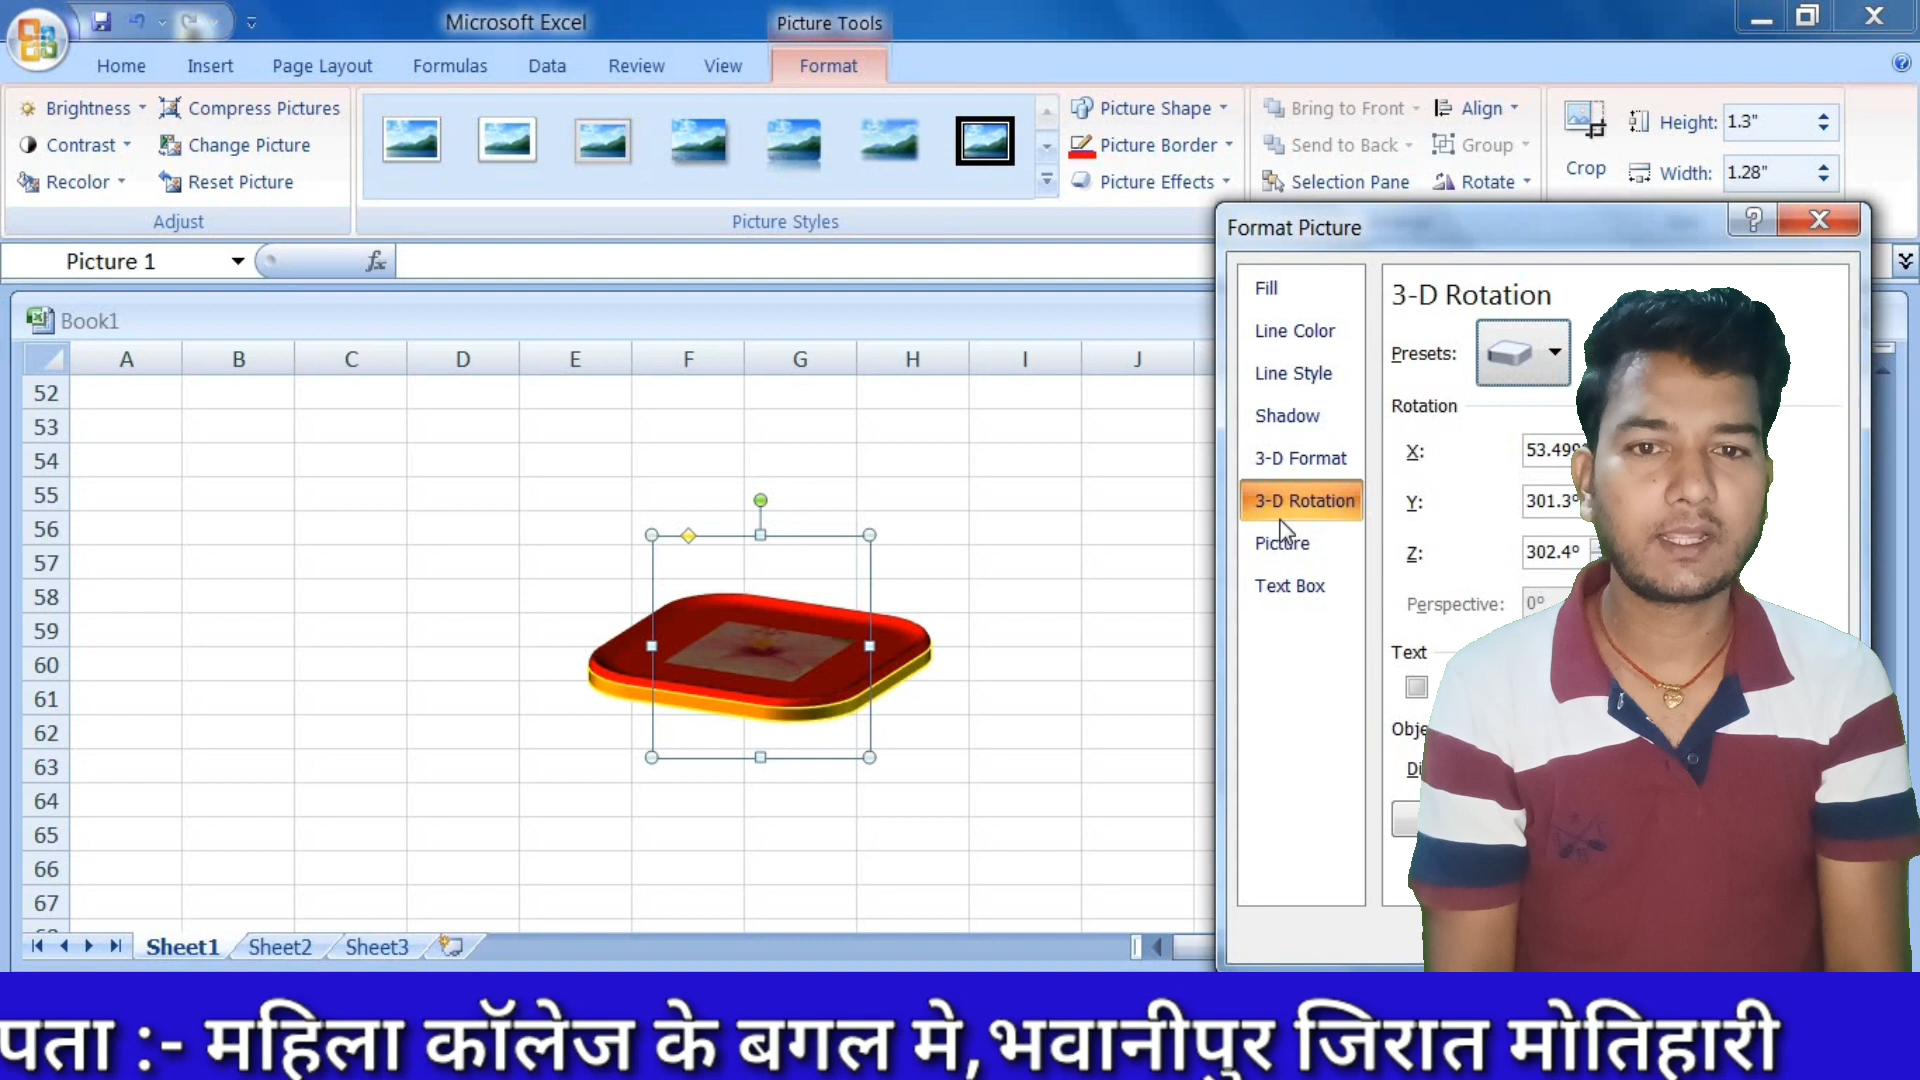 Microsoft Excel
Picture Tools
Home Insert Page Layout Formulas Data Review View Format
Brightness Compress Pictures Picture Shape Bring to Front Align Height: 1.3"
Contrast Change Picture Picture Border Send to Back Group
Recolor Reset Picture Picture Effects Selection Pane Rotate Crop Width: 1.28"
Adjust Picture Styles
Format Picture
Picture 1 fx
Fill
3-D Rotation
Book1
Line Color
Presets:
A B C D E F G H I J
Line Style
52
Rotation
Shadow
53
X: 53.499
54
3-D Format
55
3-D Rotation
Y: 301.3°
56
Picture
Z: 302.4°
57
Text Box
58
Perspective: 0°
59
Text
60
61
62
63
64
65
66
67
Sheet1 Sheet2 Sheet3
पता :- महिला कॉलेज के बगल मे,भवानीपुर जिरात मोतिहारी